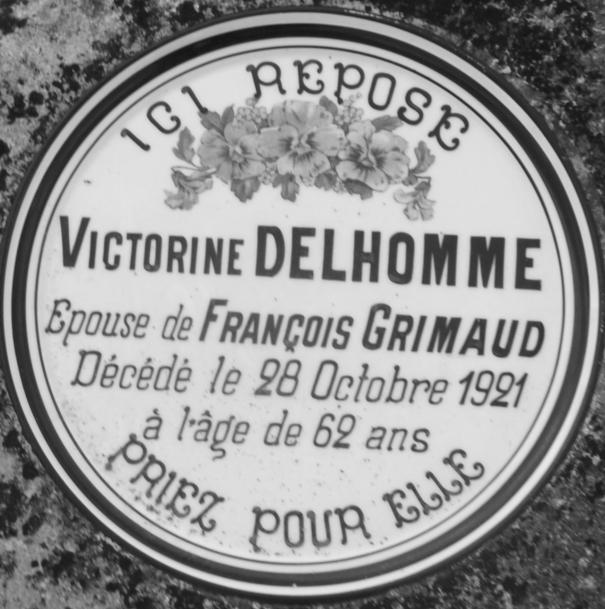 ICI REPOSE
VICTORINE DELHOMME
Epouse de FRANÇOIS GRIMAUD
Décédé le 28 Octobre 1921
à l'âge de 62 ans
PRIEZ POUR ELLE